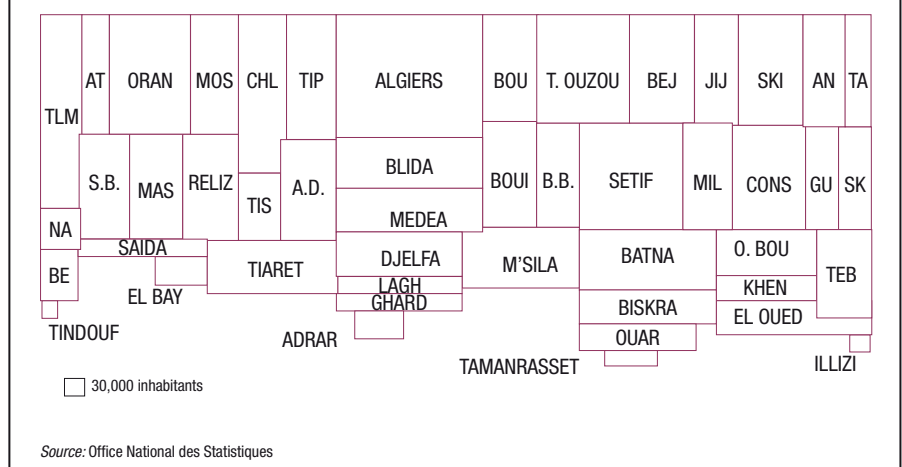 TLM
AT
ORAN
MOS
CHL
TIP
ALGIERS
BOU
T. OUZOU
BEJ
JIJ
SKI
AN
TA
S.B.
MAS
RELIZ
TIS
A.D.
BLIDA
BOUI
B.B.
SETIF
MIL
CONS
GU
SK
MEDEA
NA
SAIDA
BE
EL BAY
TIARET
DJELFA
LAGH
GHARD
M'SILA
BATNA
O. BOU
KHEN
TEB
BISKRA
EL OUED
TINDOUF
ADRAR
OUAR
TAMANRASSET
ILLIZI
30,000 inhabitants
Source: Office National des Statistiques